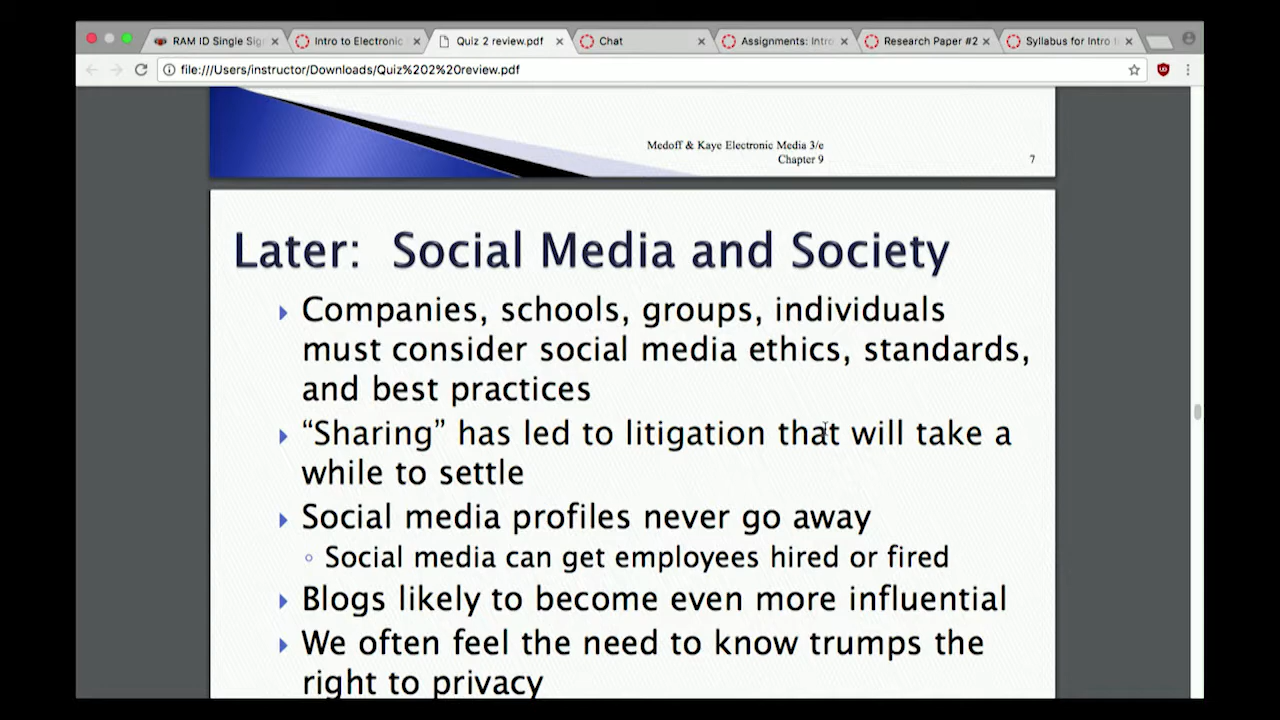 RAM ID Single Sig
Intro to Electronic
Quiz 2 review.pdf
Chat
Assignments: Intro
Research Paper #2
Syllabus for Intro
file:///Users/instructor/Downloads/Quiz%202%20review.pdf
Medoff & Kaye Electronic Media 3/e
Chapter 9
7
Later: Social Media and Society
Companies, schools, groups, individuals
must consider social media ethics, standards,
and best practices
“Sharing” has led to litigation that will take a
while to settle
Social media profiles never go away
Social media can get employees hired or fired
Blogs likely to become even more influential
We often feel the need to know trumps the
right to privacy